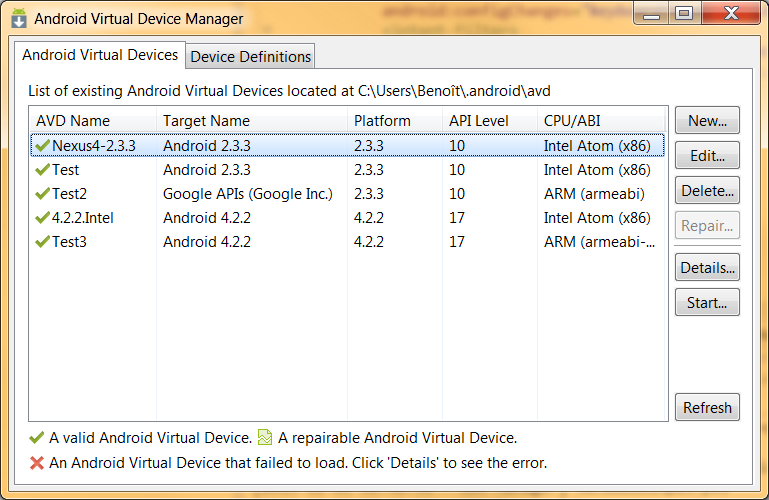 Android Virtual Device Manager
Android Virtual Devices Device Definitions
List of existing Android Virtual Devices located at C:\Users\Benoît\.android\avd
AVD Name Target Name Platform API Level CPU/ABI
Nexus4-2.3.3 Android 2.3.3 2.3.3 10 Intel Atom (x86)
Test Android 2.3.3 2.3.3 10 Intel Atom (x86)
Test2 Google APIs (Google Inc.) 2.3.3 10 ARM (armeabi)
4.2.2.Intel Android 4.2.2 4.2.2 17 Intel Atom (x86)
Test3 Android 4.2.2 4.2.2 17 ARM (armeabi-...
New...
Edit...
Delete...
Repair...
Details...
Start...
Refresh
A valid Android Virtual Device. A repairable Android Virtual Device.
An Android Virtual Device that failed to load. Click 'Details' to see the error.